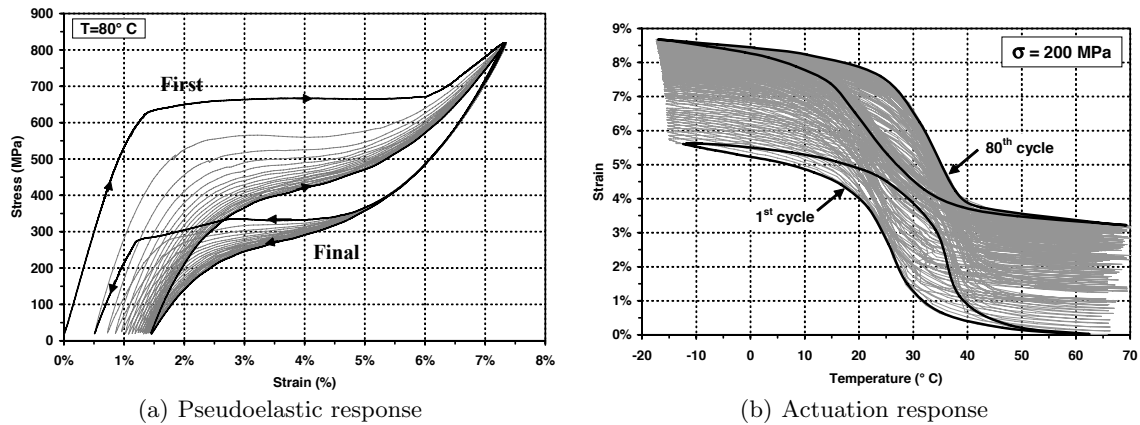 T=80° C
First
Final
900
800
700
600
500
400
300
200
100
0
Stress (MPa)
0% 1% 2% 3% 4% 5% 6% 7% 8%
Strain (%)
(a) Pseudoelastic response
σ = 200 MPa
80th cycle
1st cycle
9%
8%
7%
6%
5%
4%
3%
2%
1%
0%
Strain
-20 -10 0 10 20 30 40 50 60 70
Temperature (° C)
(b) Actuation response